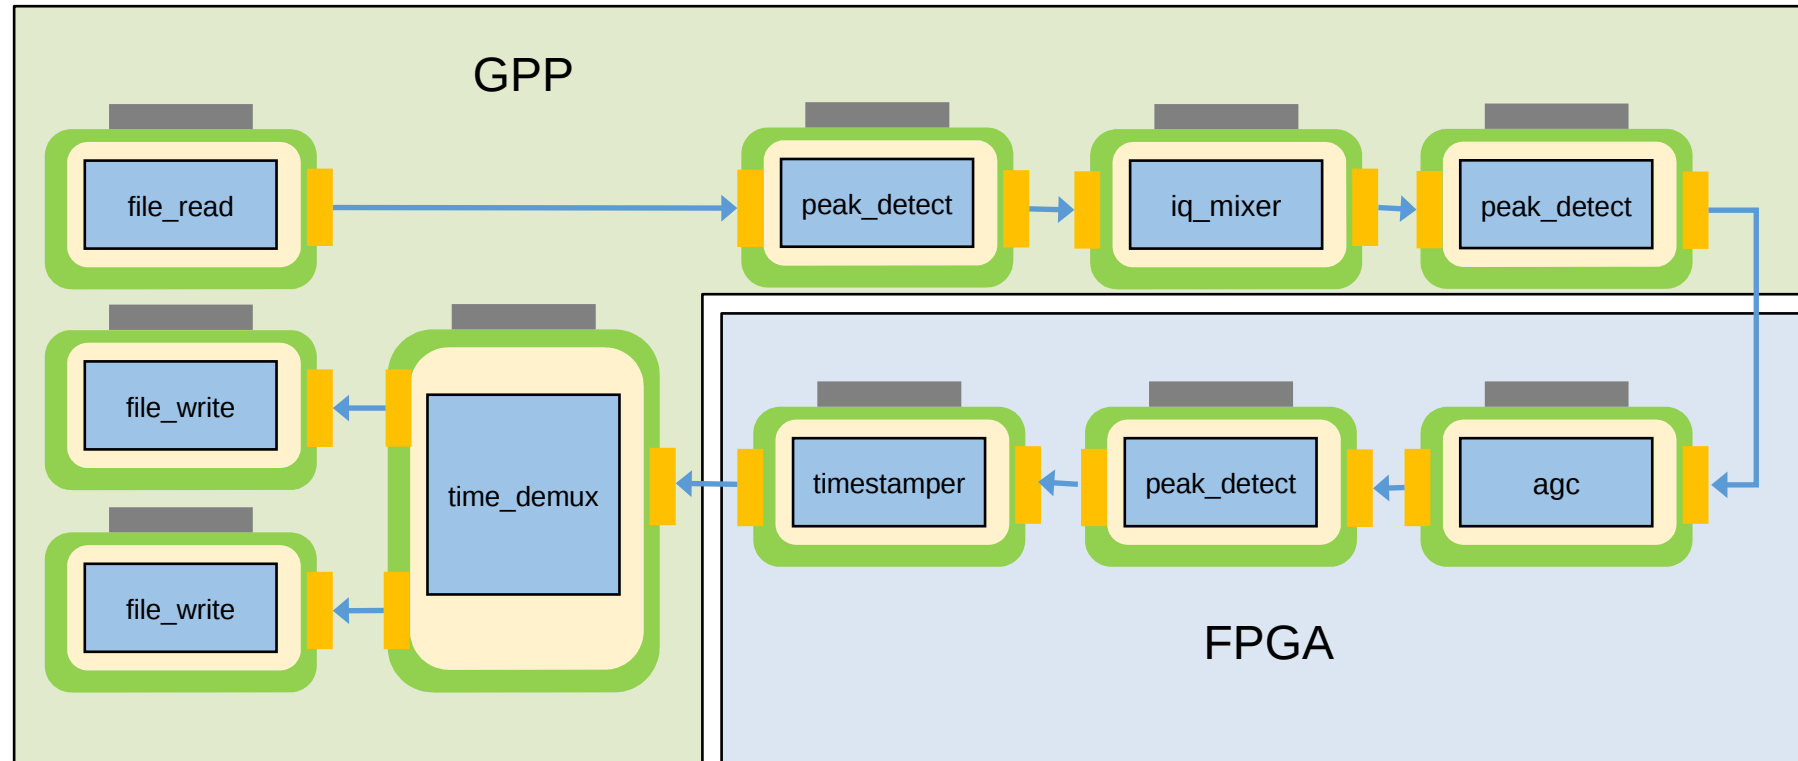 GPP
file_read
peak_detect
iq_mixer
peak_detect
file_write
time_demux
timestamper
peak_detect
agc
file_write
FPGA